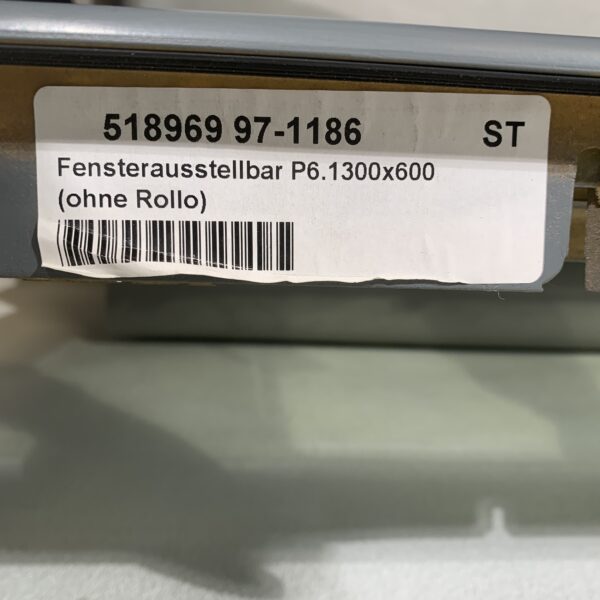 518969 97-1186 ST
Fensterausstellbar P6.1300x600
(ohne Rollo)